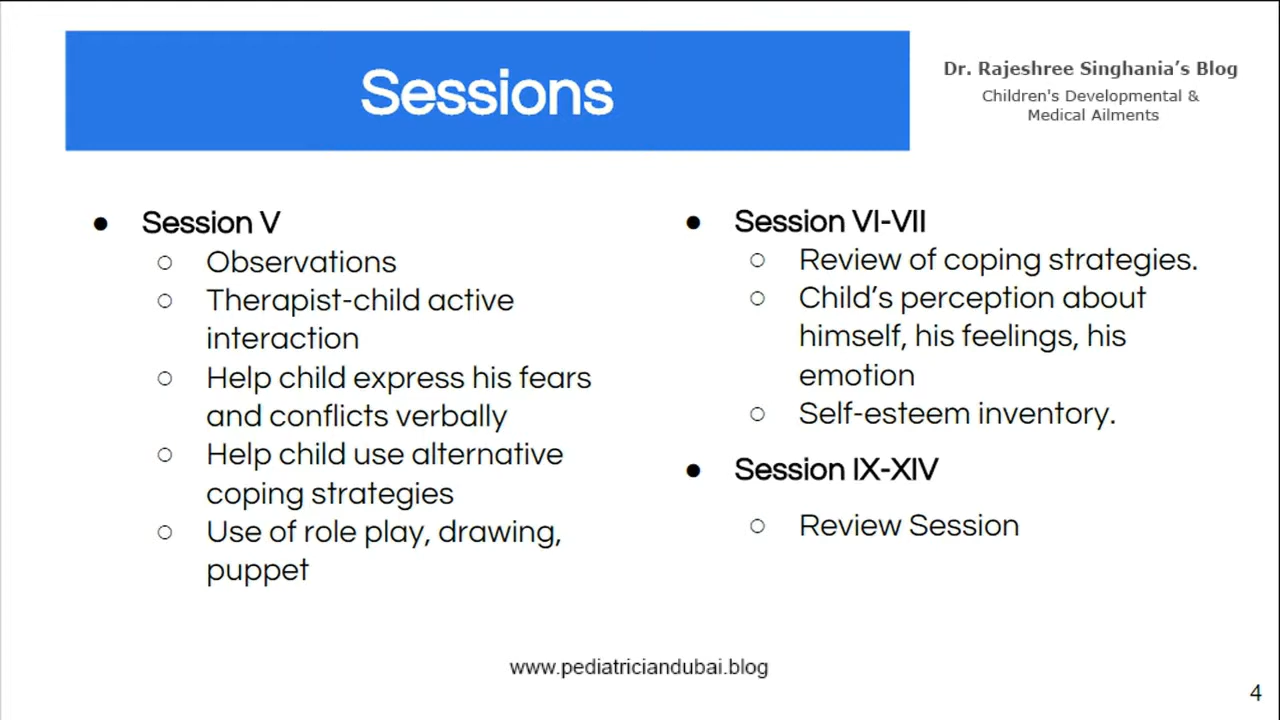 Sessions
Dr. Rajeshree Singhania’s Blog
Children's Developmental &
Medical Ailments
● Session V
○ Observations
○ Therapist-child active
interaction
○ Help child express his fears
and conflicts verbally
○ Help child use alternative
coping strategies
○ Use of role play, drawing,
puppet
● Session VI-VII
○ Review of coping strategies.
○ Child’s perception about
himself, his feelings, his
emotion
○ Self-esteem inventory.
● Session IX-XIV
○ Review Session
www.pediatriciandubai.blog
4